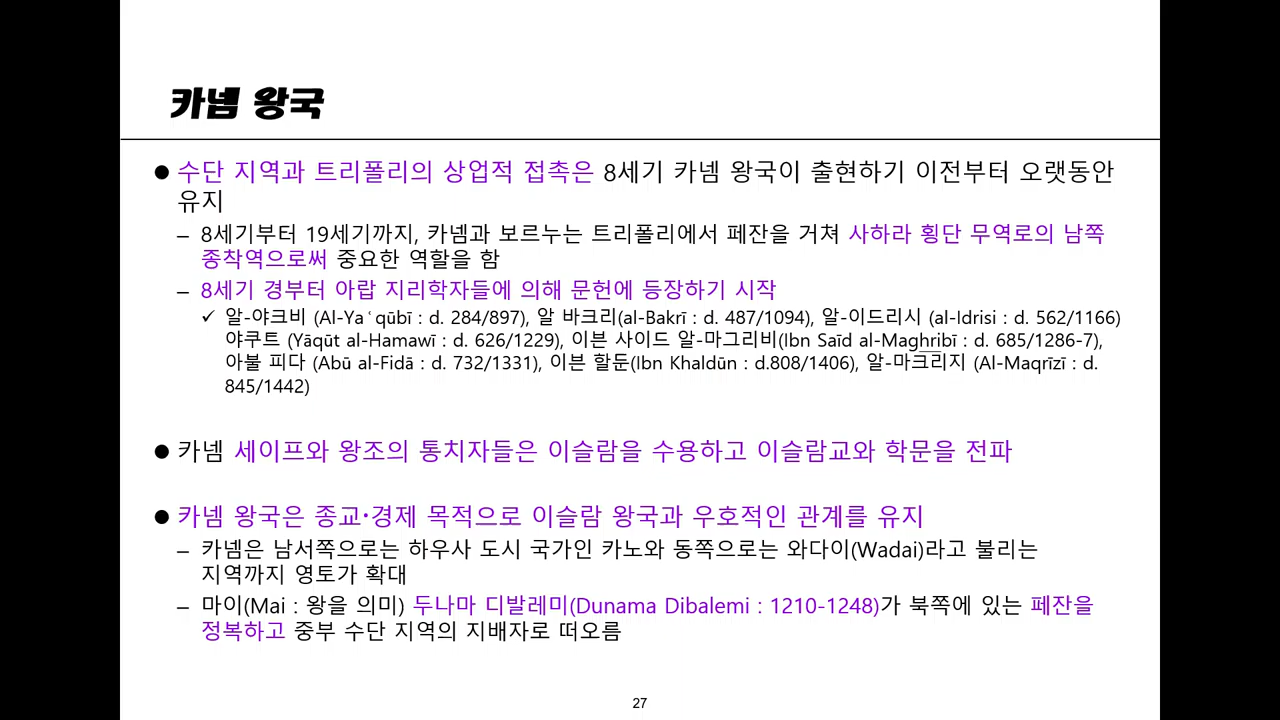 카넴 왕국
● 수단 지역과 트리폴리의 상업적 접촉은 8세기 카넴 왕국이 출현하기 이전부터 오랫동안
유지
– 8세기부터 19세기까지, 카넴과 보르누는 트리폴리에서 페잔을 거쳐 사하라 횡단 무역로의 남쪽
종착역으로써 중요한 역할을 함
– 8세기 경부터 아랍 지리학자들에 의해 문헌에 등장하기 시작
✓ 알-야크비 (Al-Yaʿqūbī : d. 284/897), 알 바크리(al-Bakrī : d. 487/1094), 알-이드리시 (al-Idrisi : d. 562/1166)
야쿠트 (Yāqūt al-Hamawī : d. 626/1229), 이븐 사이드 알-마그리비(Ibn Saīd al-Maghribī : d. 685/1286-7),
아불 피다 (Abū al-Fidā : d. 732/1331), 이븐 할둔(Ibn Khaldūn : d.808/1406), 알-마크리지 (Al-Maqrīzī : d.
845/1442)
● 카넴 세이프와 왕조의 통치자들은 이슬람을 수용하고 이슬람교와 학문을 전파
● 카넴 왕국은 종교·경제 목적으로 이슬람 왕국과 우호적인 관계를 유지
– 카넴은 남서쪽으로는 하우사 도시 국가인 카노와 동쪽으로는 와다이(Wadai)라고 불리는
지역까지 영토가 확대
– 마이(Mai : 왕을 의미) 두나마 디발레미(Dunama Dibalemi : 1210-1248)가 북쪽에 있는 페잔을
정복하고 중부 수단 지역의 지배자로 떠오름
27